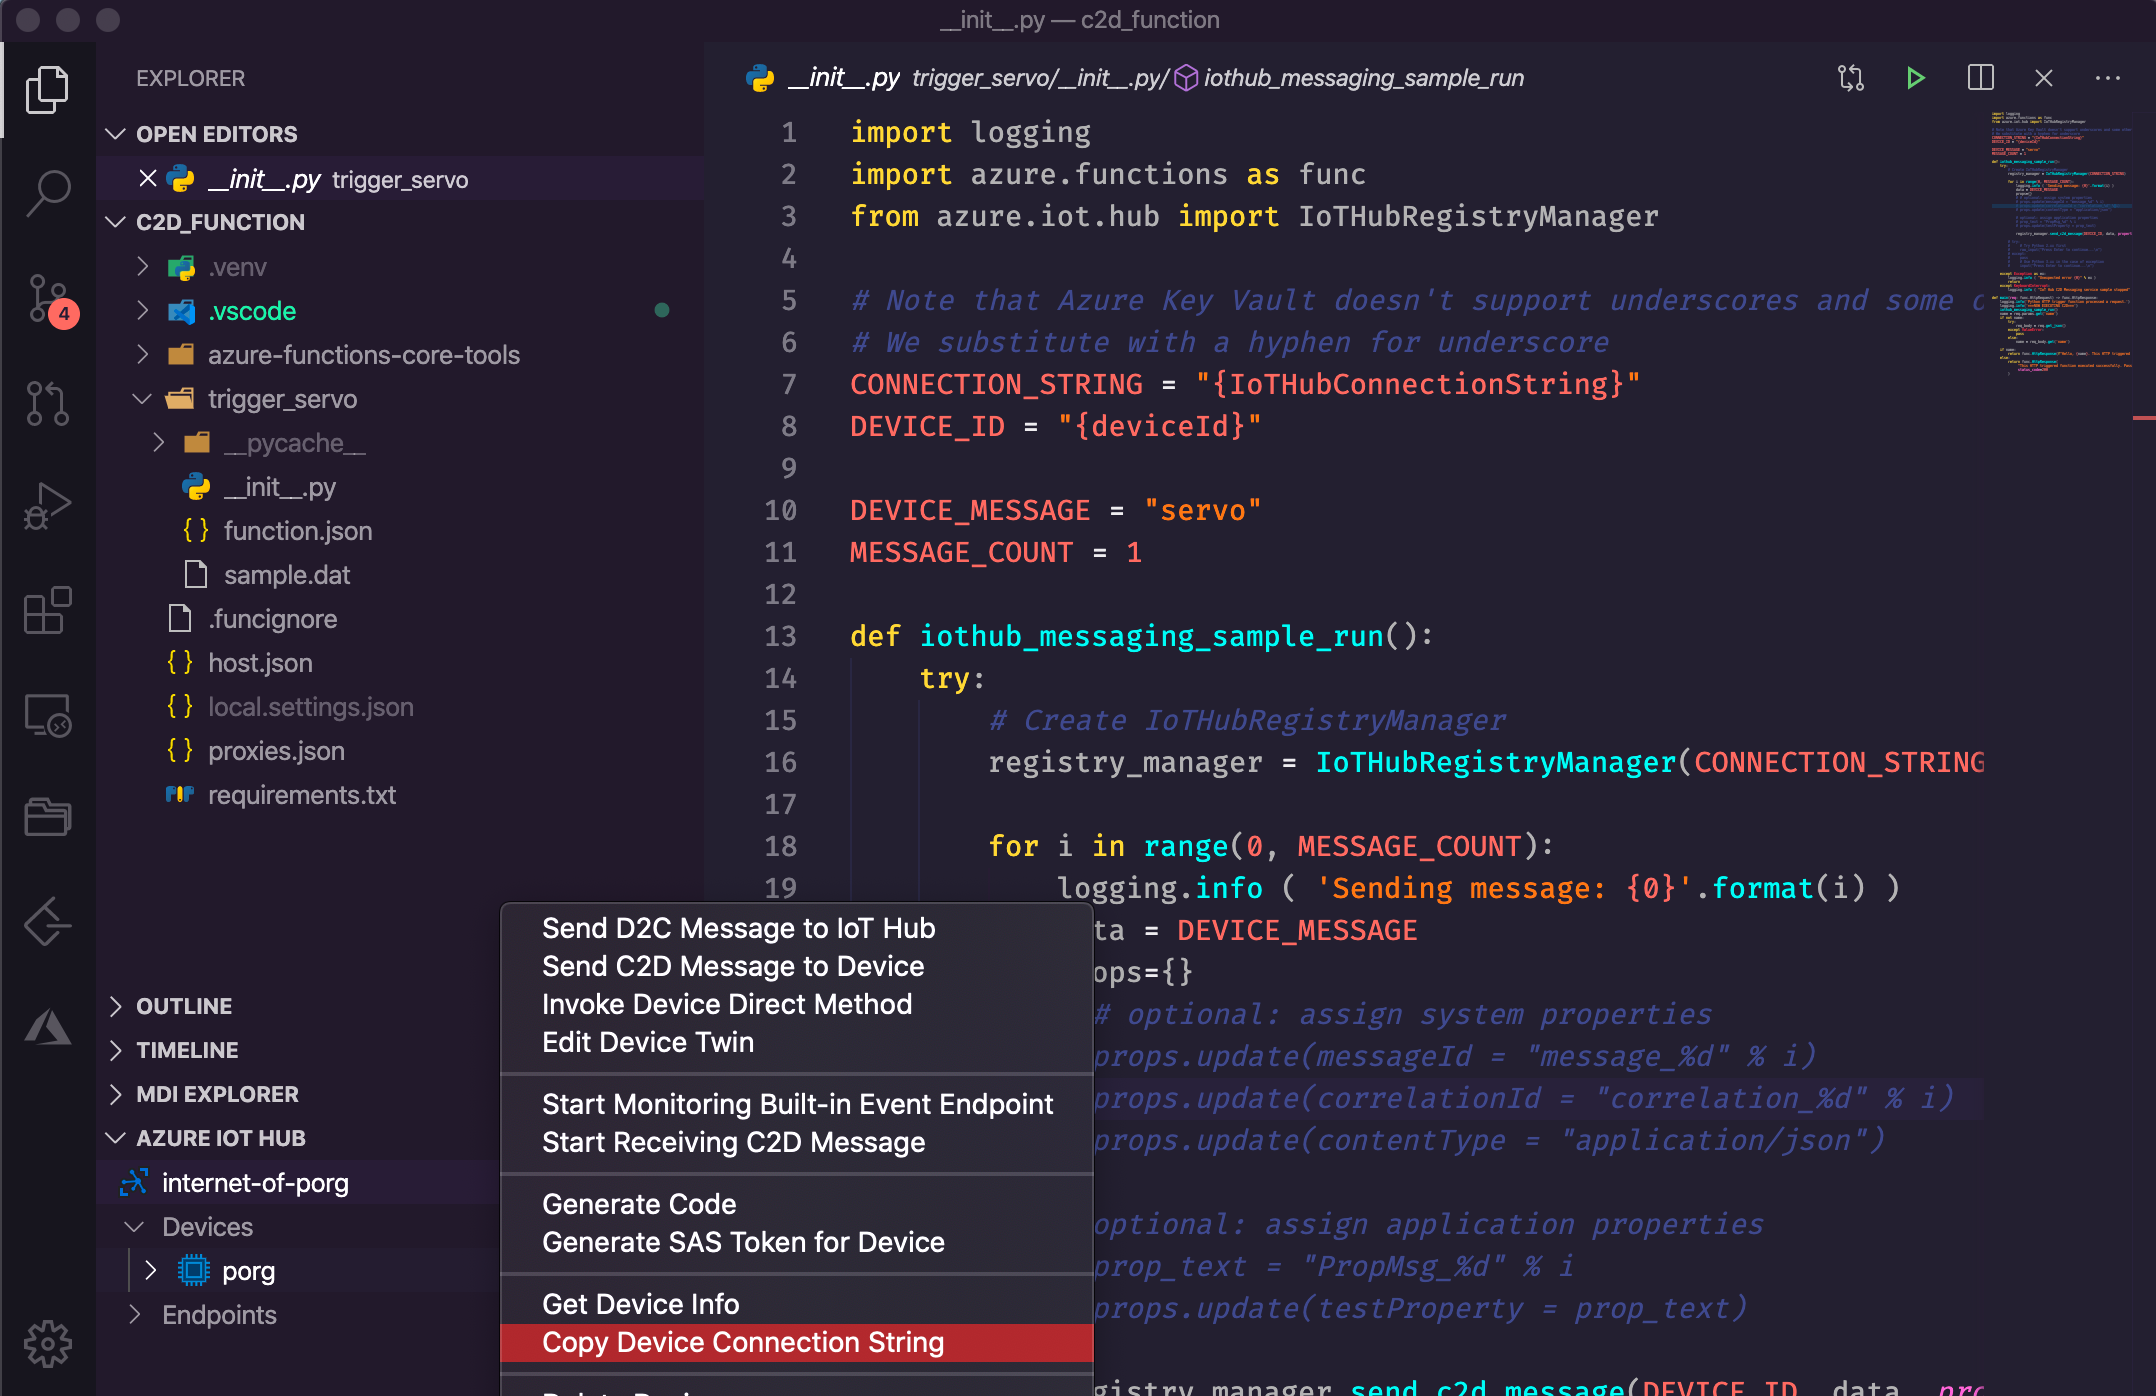 __init__.py — c2d_function
EXPLORER
OPEN EDITORS
__init__.py trigger_servo
C2D_FUNCTION
.venv
.vscode
azure-functions-core-tools
trigger_servo
__pycache__
__init__.py
function.json
sample.dat
.funcignore
host.json
local.settings.json
proxies.json
requirements.txt
OUTLINE
TIMELINE
MDI EXPLORER
AZURE IOT HUB
internet-of-porg
Devices
porg
Endpoints
4
__init__.py trigger_servo/__init__.py/ iothub_messaging_sample_run
1 import logging
2 import azure.functions as func
3 from azure.iot.hub import IoTHubRegistryManager
4
5 # Note that Azure Key Vault doesn't support underscores and some
6 # We substitute with a hyphen for underscore
7 CONNECTION_STRING = "{IoTHubConnectionString}"
8 DEVICE_ID = "{deviceId}"
9
10 DEVICE_MESSAGE = "servo"
11 MESSAGE_COUNT = 1
12
13 def iothub_messaging_sample_run():
14 try:
15 # Create IoTHubRegistryManager
16 registry_manager = IoTHubRegistryManager(CONNECTION_STRING
17
18 for i in range(0, MESSAGE_COUNT):
19 logging.info ( 'Sending message: {0}'.format(i) )
ta = DEVICE_MESSAGE
ops={}
# optional: assign system properties
props.update(messageId = "message_%d" % i)
props.update(correlationId = "correlation_%d" % i)
props.update(contentType = "application/json")
optional: assign application properties
prop_text = "PropMsg_%d" % i
props.update(testProperty = prop_text)
gistry_manager.send_c2d_message(DEVICE_ID, data, pro
Send D2C Message to IoT Hub
Send C2D Message to Device
Invoke Device Direct Method
Edit Device Twin
Start Monitoring Built-in Event Endpoint
Start Receiving C2D Message
Generate Code
Generate SAS Token for Device
Get Device Info
Copy Device Connection String